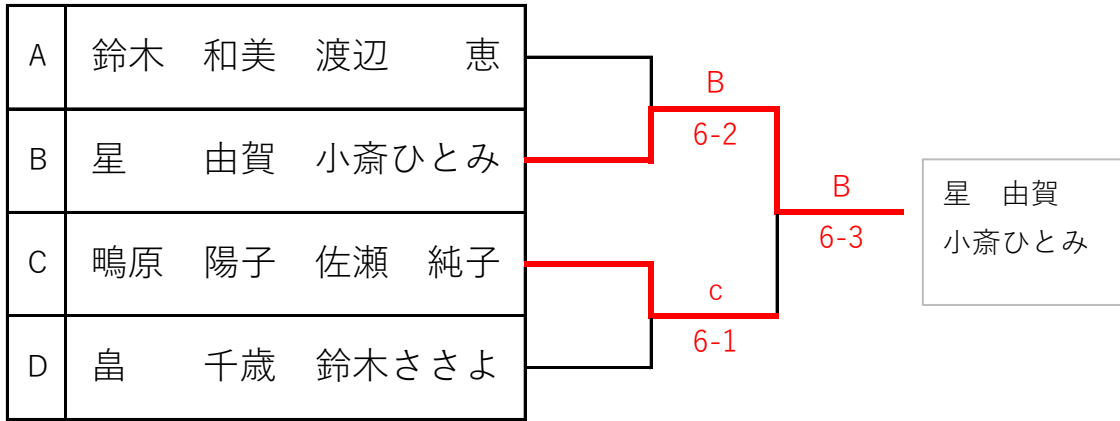 A 鈴木　和美　渡辺　　恵
B 星　　由賀　小斎ひとみ
C 鴫原　陽子　佐瀬　純子
D 畠　　千歳　鈴木ささよ
B
6-2
c
6-1
B
6-3
星　由賀
小斎ひとみ